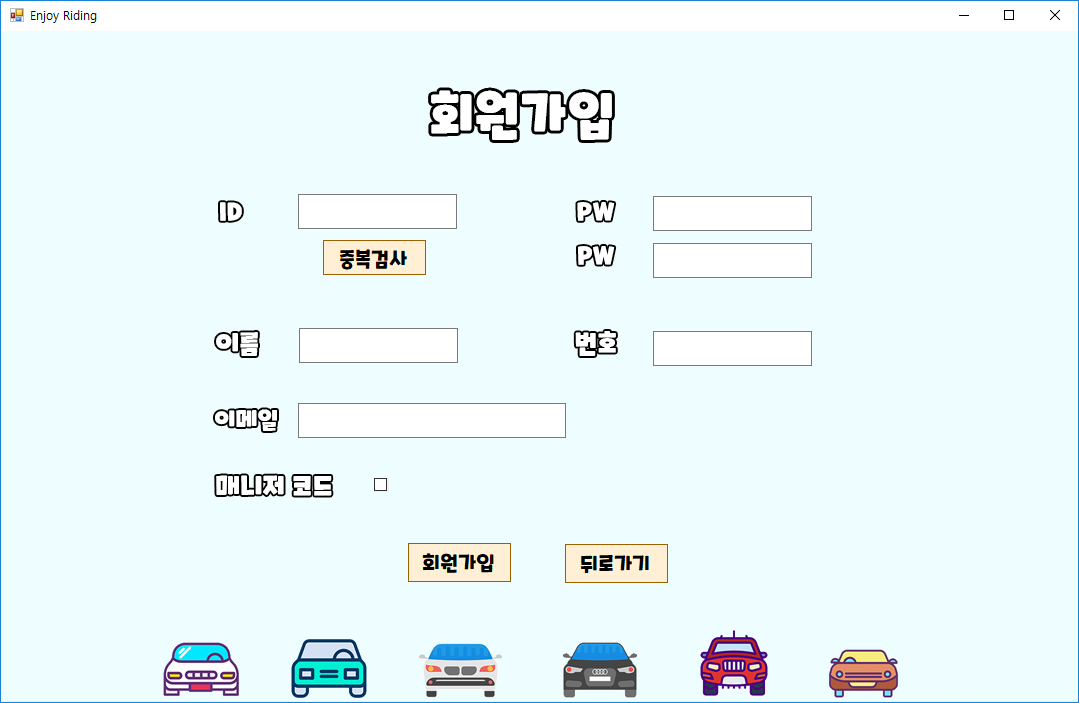 Enjoy Riding
회원가입
ID
PW
중복검사
PW
이름
번호
이메일
매니저 코드
회원가입
뒤로가기